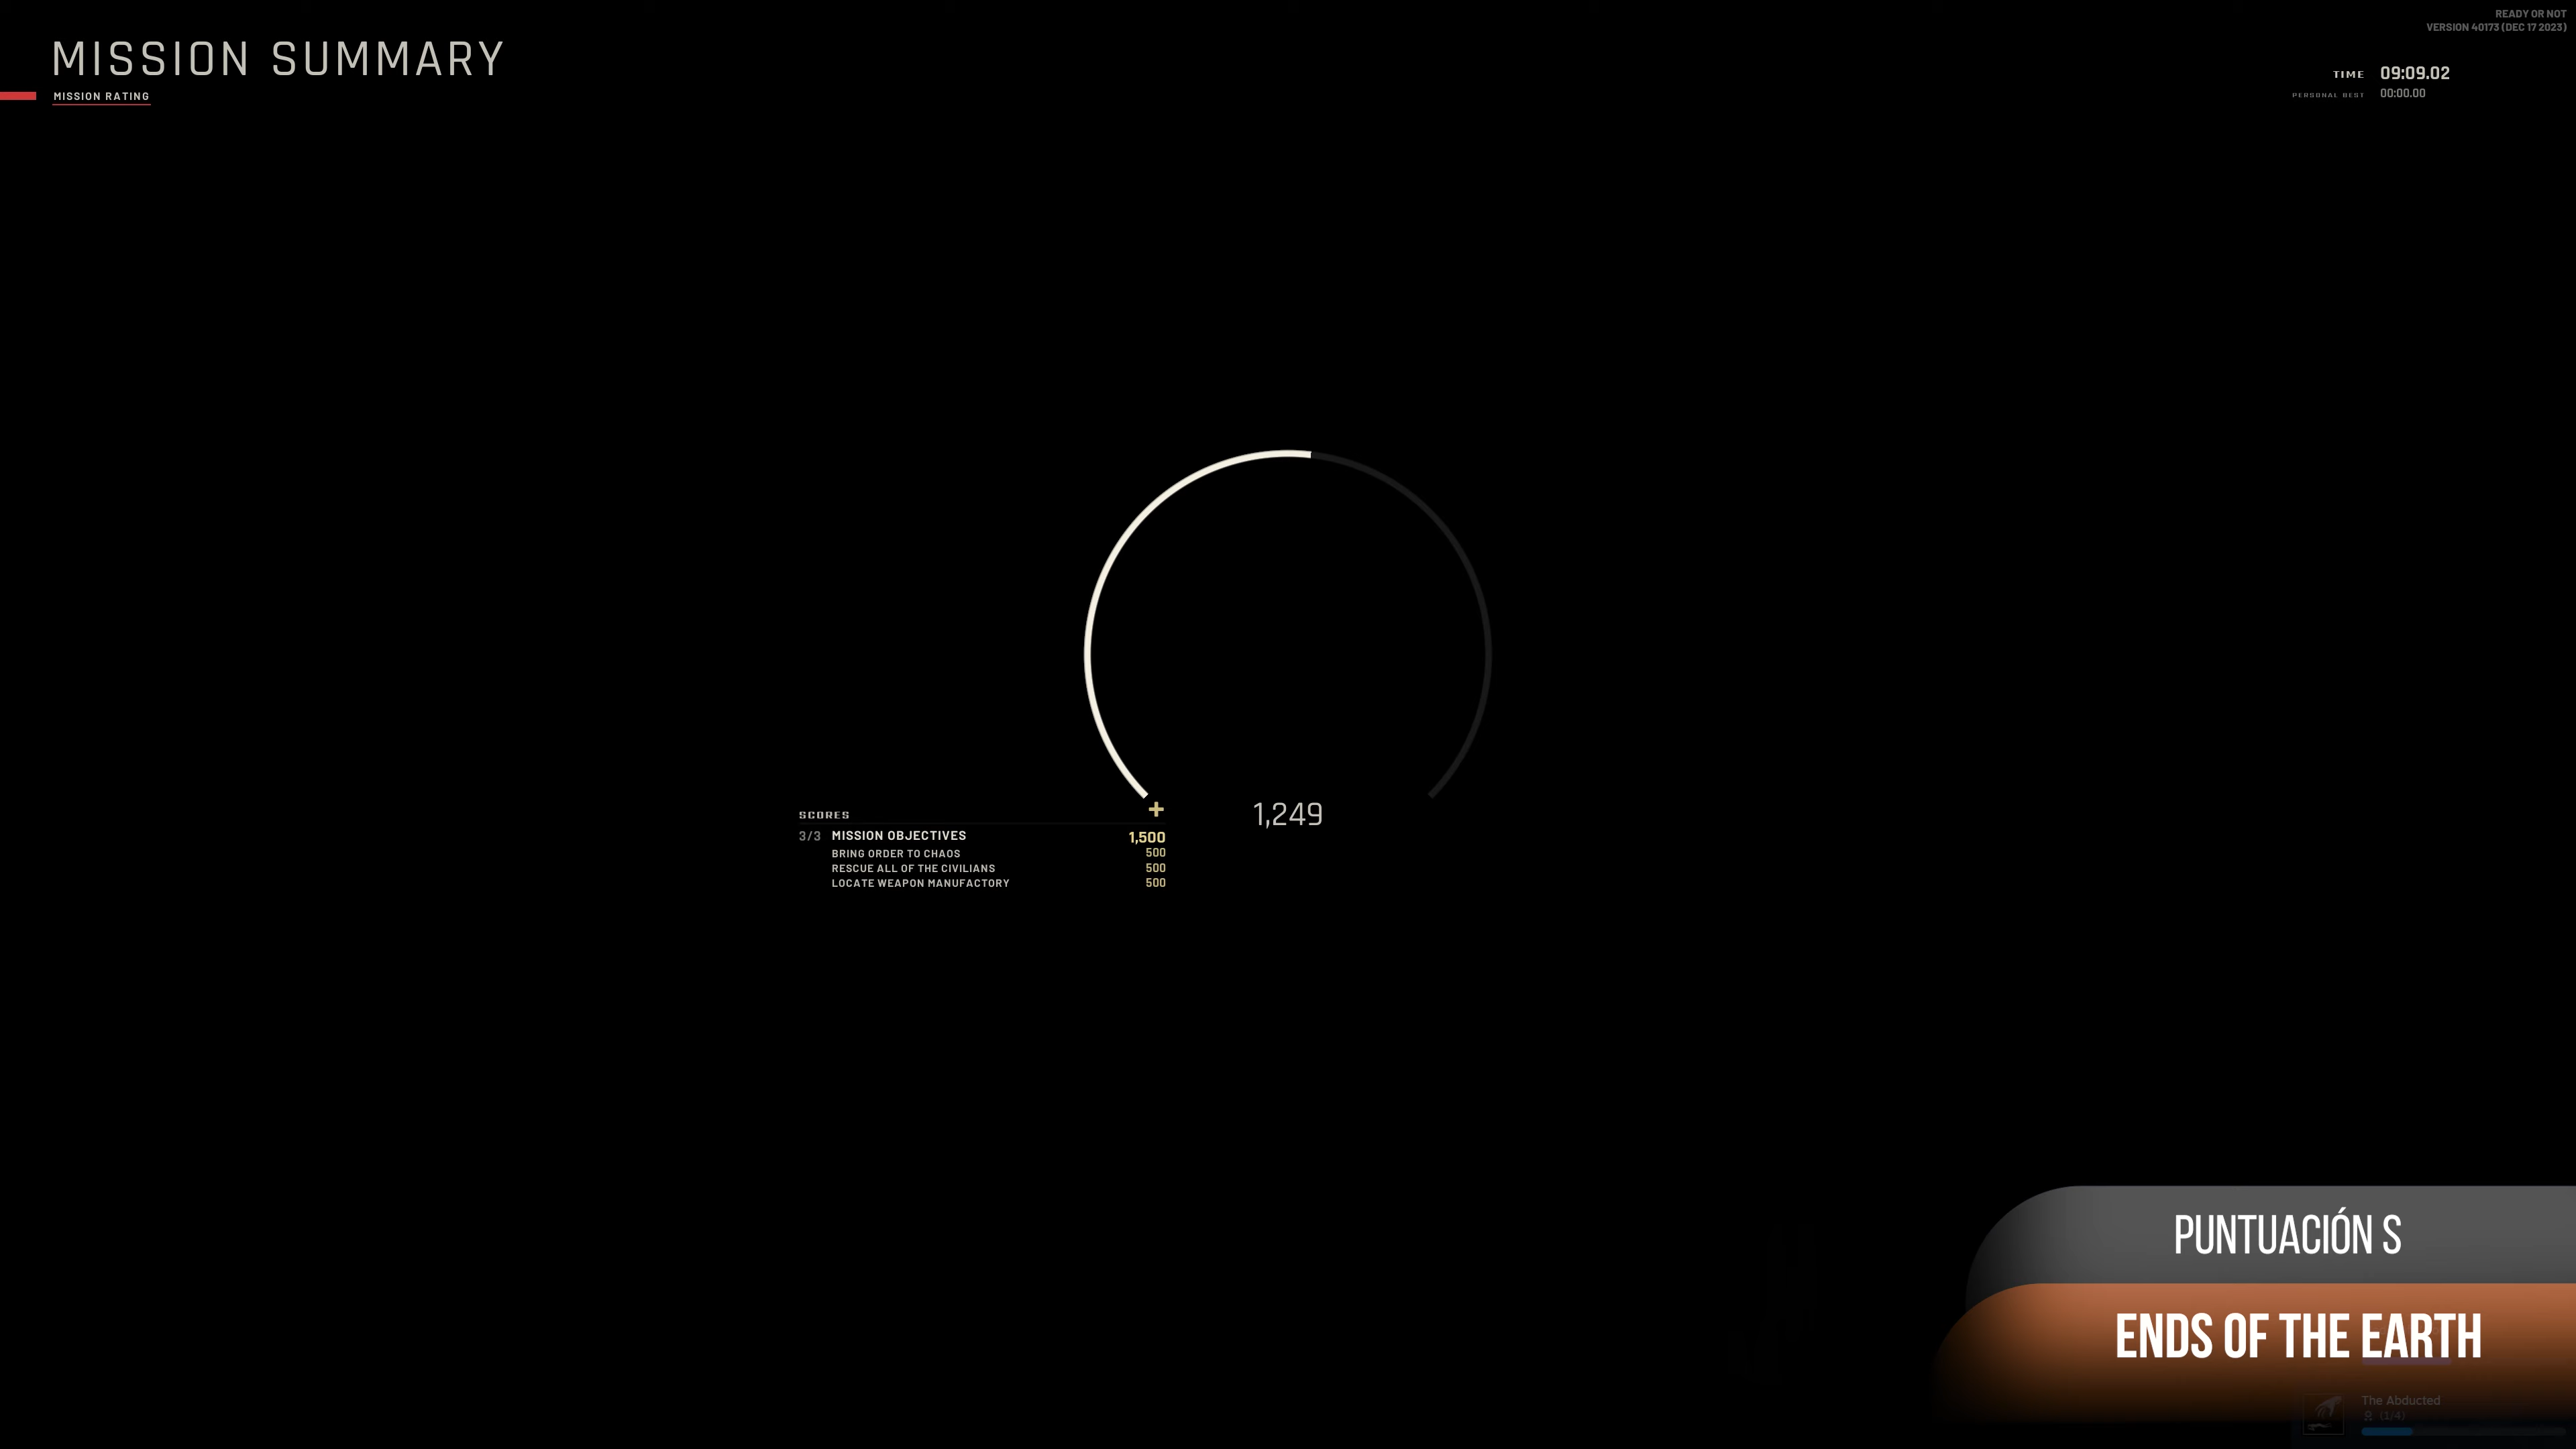 MISSION SUMMARY
MISSION RATING
READY OR NOT
VERSION 40173 (DEC 17 2023)
TIME 09:09.02
PERSONAL BEST 00:00.00
1,249
SCORES +
3/3 MISSION OBJECTIVES 1,500
BRING ORDER TO CHAOS 500
RESCUE ALL OF THE CIVILIANS 500
LOCATE WEAPON MANUFACTORY 500
PUNTUACIÓN S
ENDS OF THE EARTH
The Abducted
(1/4)